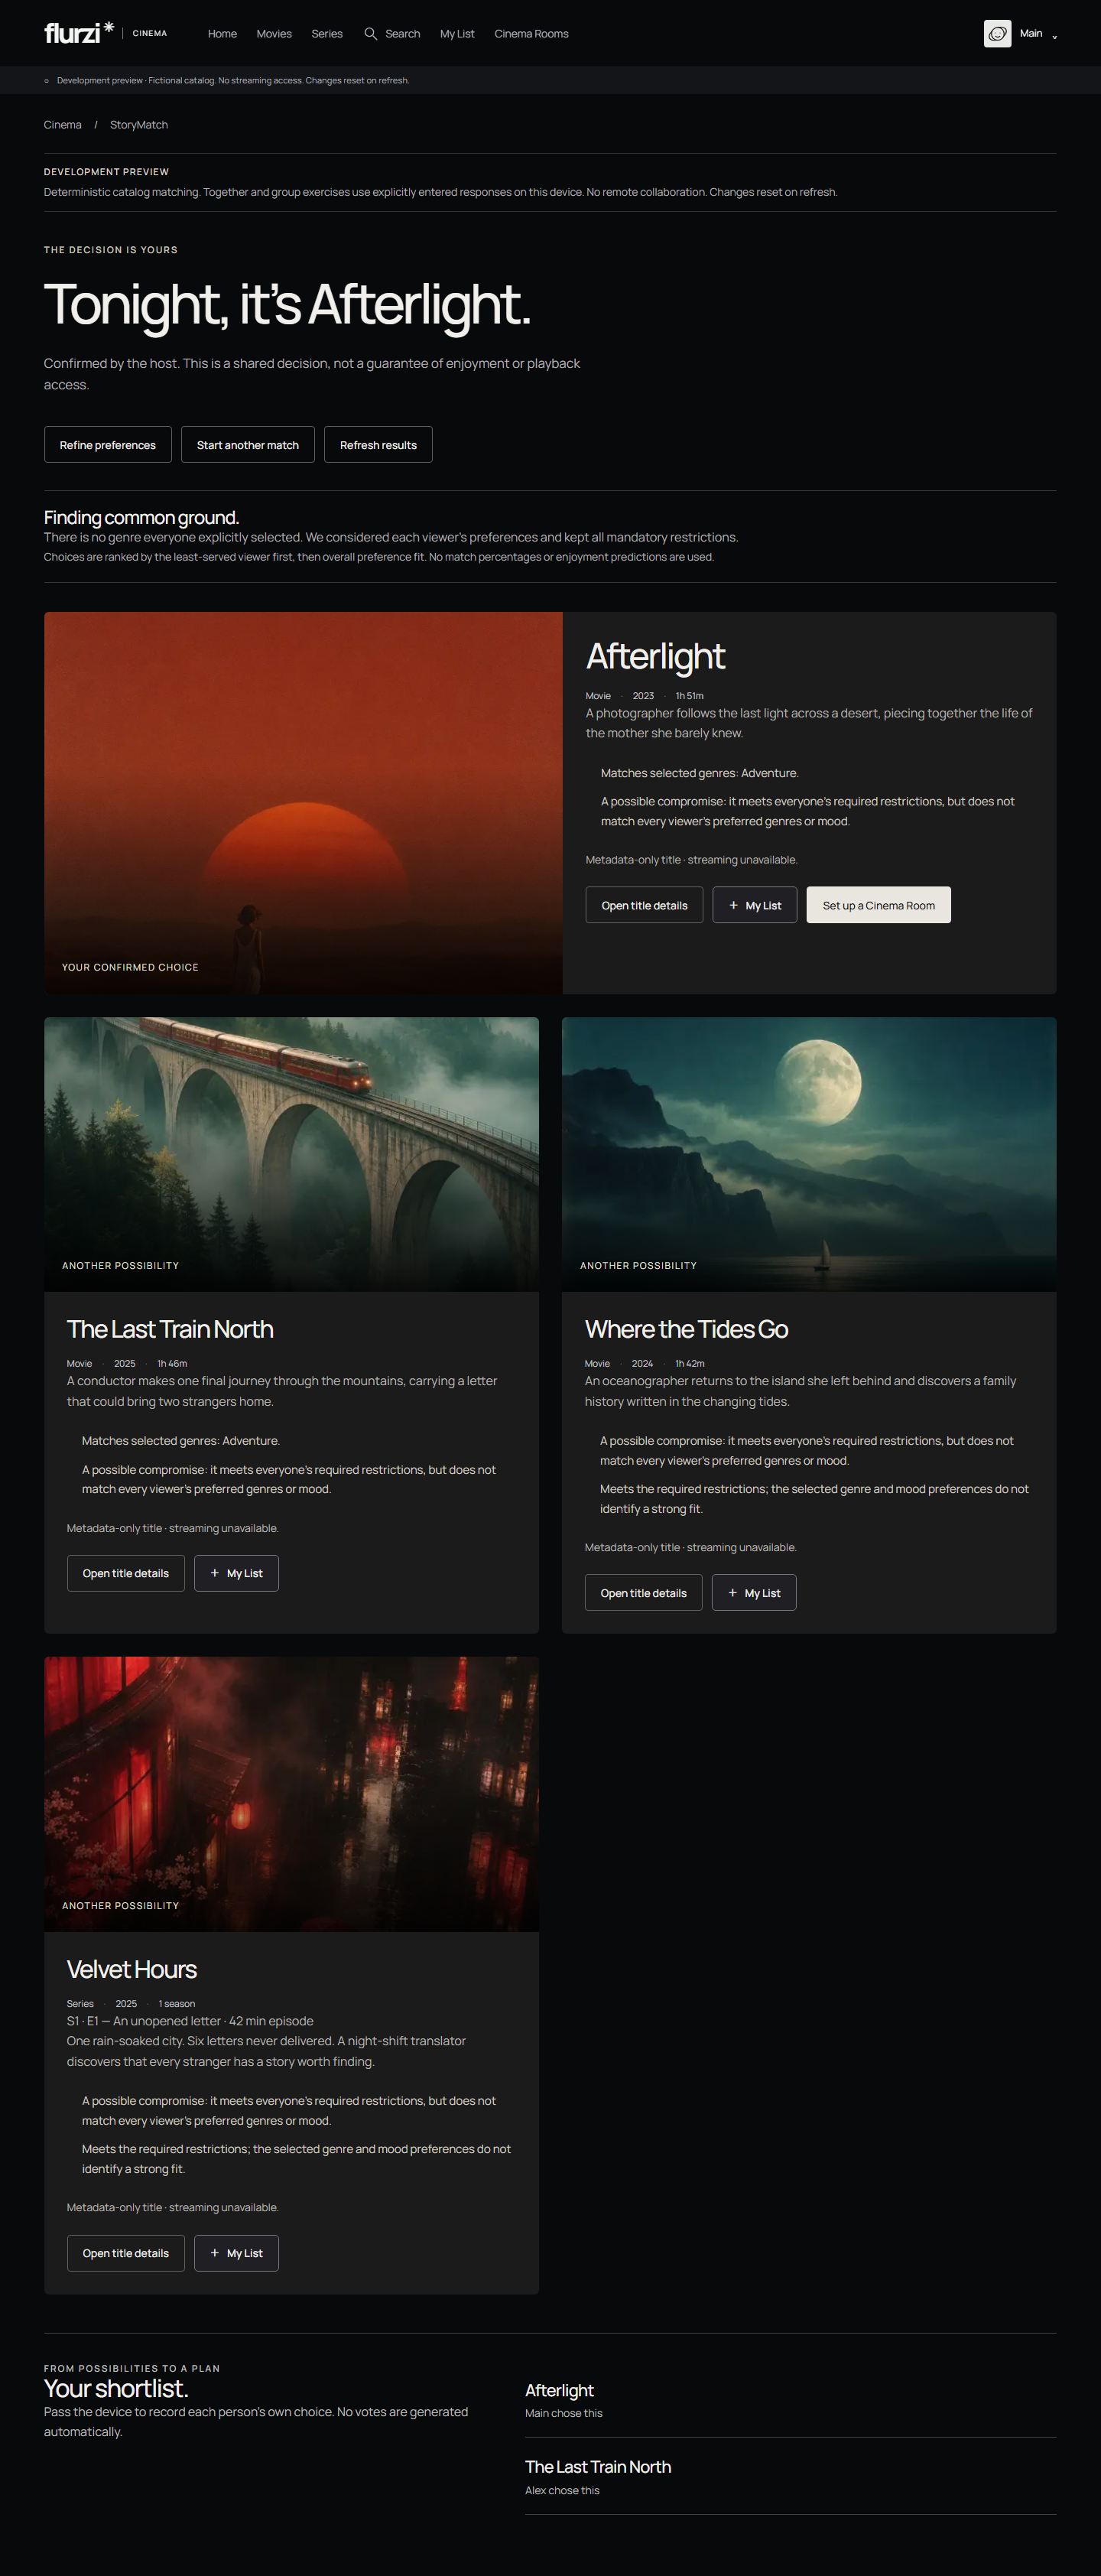 flurzi* | CINEMA Home Movies Series Search My List Cinema Rooms Main
Development preview · Fictional catalog. No streaming access. Changes reset on refresh.
Cinema / StoryMatch
DEVELOPMENT PREVIEW
Deterministic catalog matching. Together and group exercises use explicitly entered responses on this device. No remote collaboration. Changes reset on refresh.
THE DECISION IS YOURS
Tonight, it’s Afterlight.
Confirmed by the host. This is a shared decision, not a guarantee of enjoyment or playback
access.
Refine preferences Start another match Refresh results
Finding common ground.
There is no genre everyone explicitly selected. We considered each viewer’s preferences and kept all mandatory restrictions.
Choices are ranked by the least-served viewer first, then overall preference fit. No match percentages or enjoyment predictions are used.
YOUR CONFIRMED CHOICE
Afterlight
Movie · 2023 · 1h 51m
A photographer follows the last light across a desert, piecing together the life of
the mother she barely knew.
Matches selected genres: Adventure.
A possible compromise: it meets everyone’s required restrictions, but does not
match every viewer’s preferred genres or mood.
Metadata-only title · streaming unavailable.
Open title details + My List Set up a Cinema Room
ANOTHER POSSIBILITY
The Last Train North
Movie · 2025 · 1h 46m
A conductor makes one final journey through the mountains, carrying a letter
that could bring two strangers home.
Matches selected genres: Adventure.
A possible compromise: it meets everyone’s required restrictions, but does not
match every viewer’s preferred genres or mood.
Metadata-only title · streaming unavailable.
Open title details + My List
ANOTHER POSSIBILITY
Where the Tides Go
Movie · 2024 · 1h 42m
An oceanographer returns to the island she left behind and discovers a family
history written in the changing tides.
A possible compromise: it meets everyone’s required restrictions, but does not
match every viewer’s preferred genres or mood.
Meets the required restrictions; the selected genre and mood preferences do not
identify a strong fit.
Metadata-only title · streaming unavailable.
Open title details + My List
ANOTHER POSSIBILITY
Velvet Hours
Series · 2025 · 1 season
S1 · E1 — An unopened letter · 42 min episode
One rain-soaked city. Six letters never delivered. A night-shift translator
discovers that every stranger has a story worth finding.
A possible compromise: it meets everyone’s required restrictions, but does not
match every viewer’s preferred genres or mood.
Meets the required restrictions; the selected genre and mood preferences do not
identify a strong fit.
Metadata-only title · streaming unavailable.
Open title details + My List
FROM POSSIBILITIES TO A PLAN
Your shortlist.
Pass the device to record each person’s own choice. No votes are generated
automatically.
Afterlight
Main chose this
The Last Train North
Alex chose this